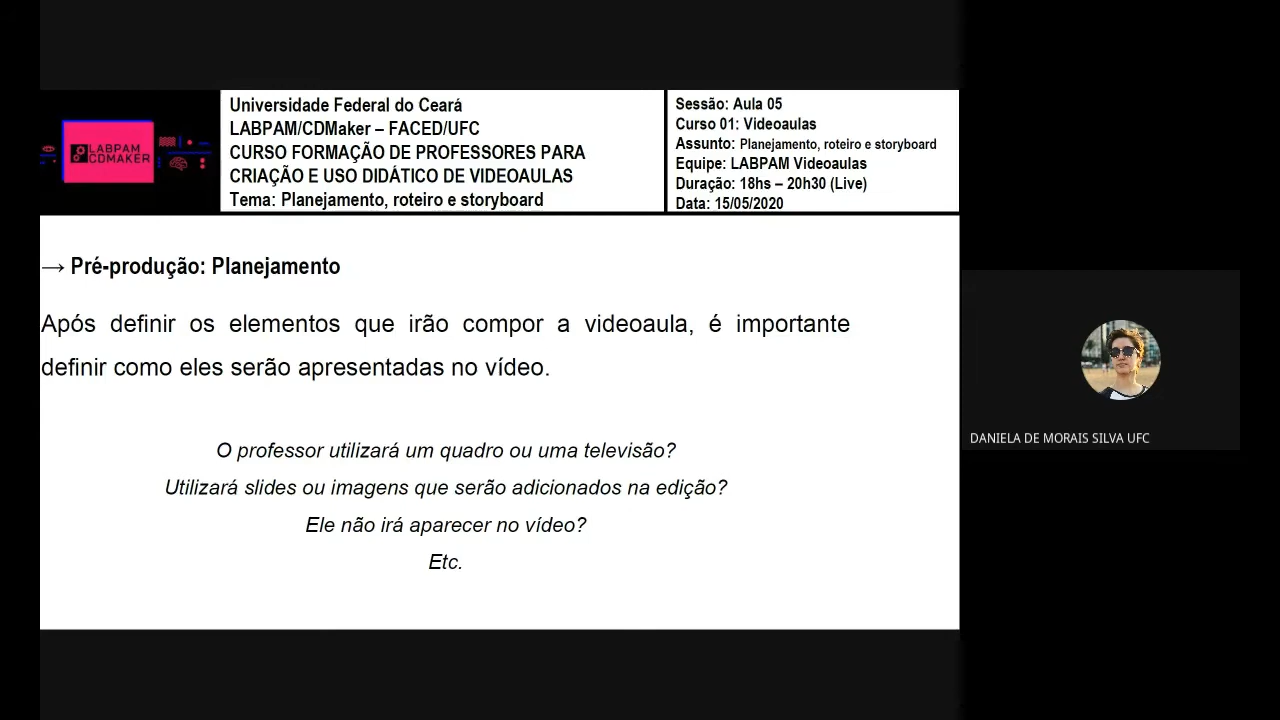 LABPAM
CDMAKER
Universidade Federal do Ceará
LABPAM/CDMaker – FACED/UFC
CURSO FORMAÇÃO DE PROFESSORES PARA
CRIAÇÃO E USO DIDÁTICO DE VIDEOAULAS
Tema: Planejamento, roteiro e storyboard
Sessão: Aula 05
Curso 01: Videoaulas
Assunto: Planejamento, roteiro e storyboard
Equipe: LABPAM Videoaulas
Duração: 18hs – 20h30 (Live)
Data: 15/05/2020
→ Pré-produção: Planejamento
Após definir os elementos que irão compor a videoaula, é importante
definir como eles serão apresentadas no vídeo.
O professor utilizará um quadro ou uma televisão?
Utilizará slides ou imagens que serão adicionados na edição?
Ele não irá aparecer no vídeo?
Etc.
DANIELA DE MORAIS SILVA UFC